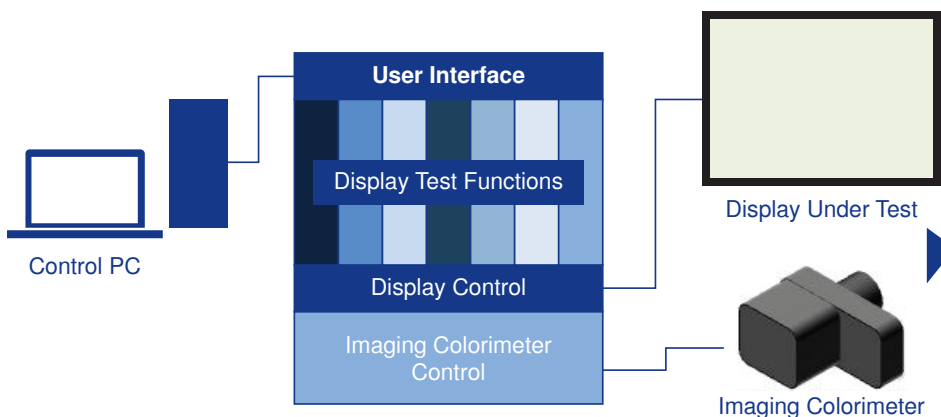 User Interface
Display Test Functions
Display Under Test
Control PC
Display Control
Imaging Colorimeter
Control
Imaging Colorimeter